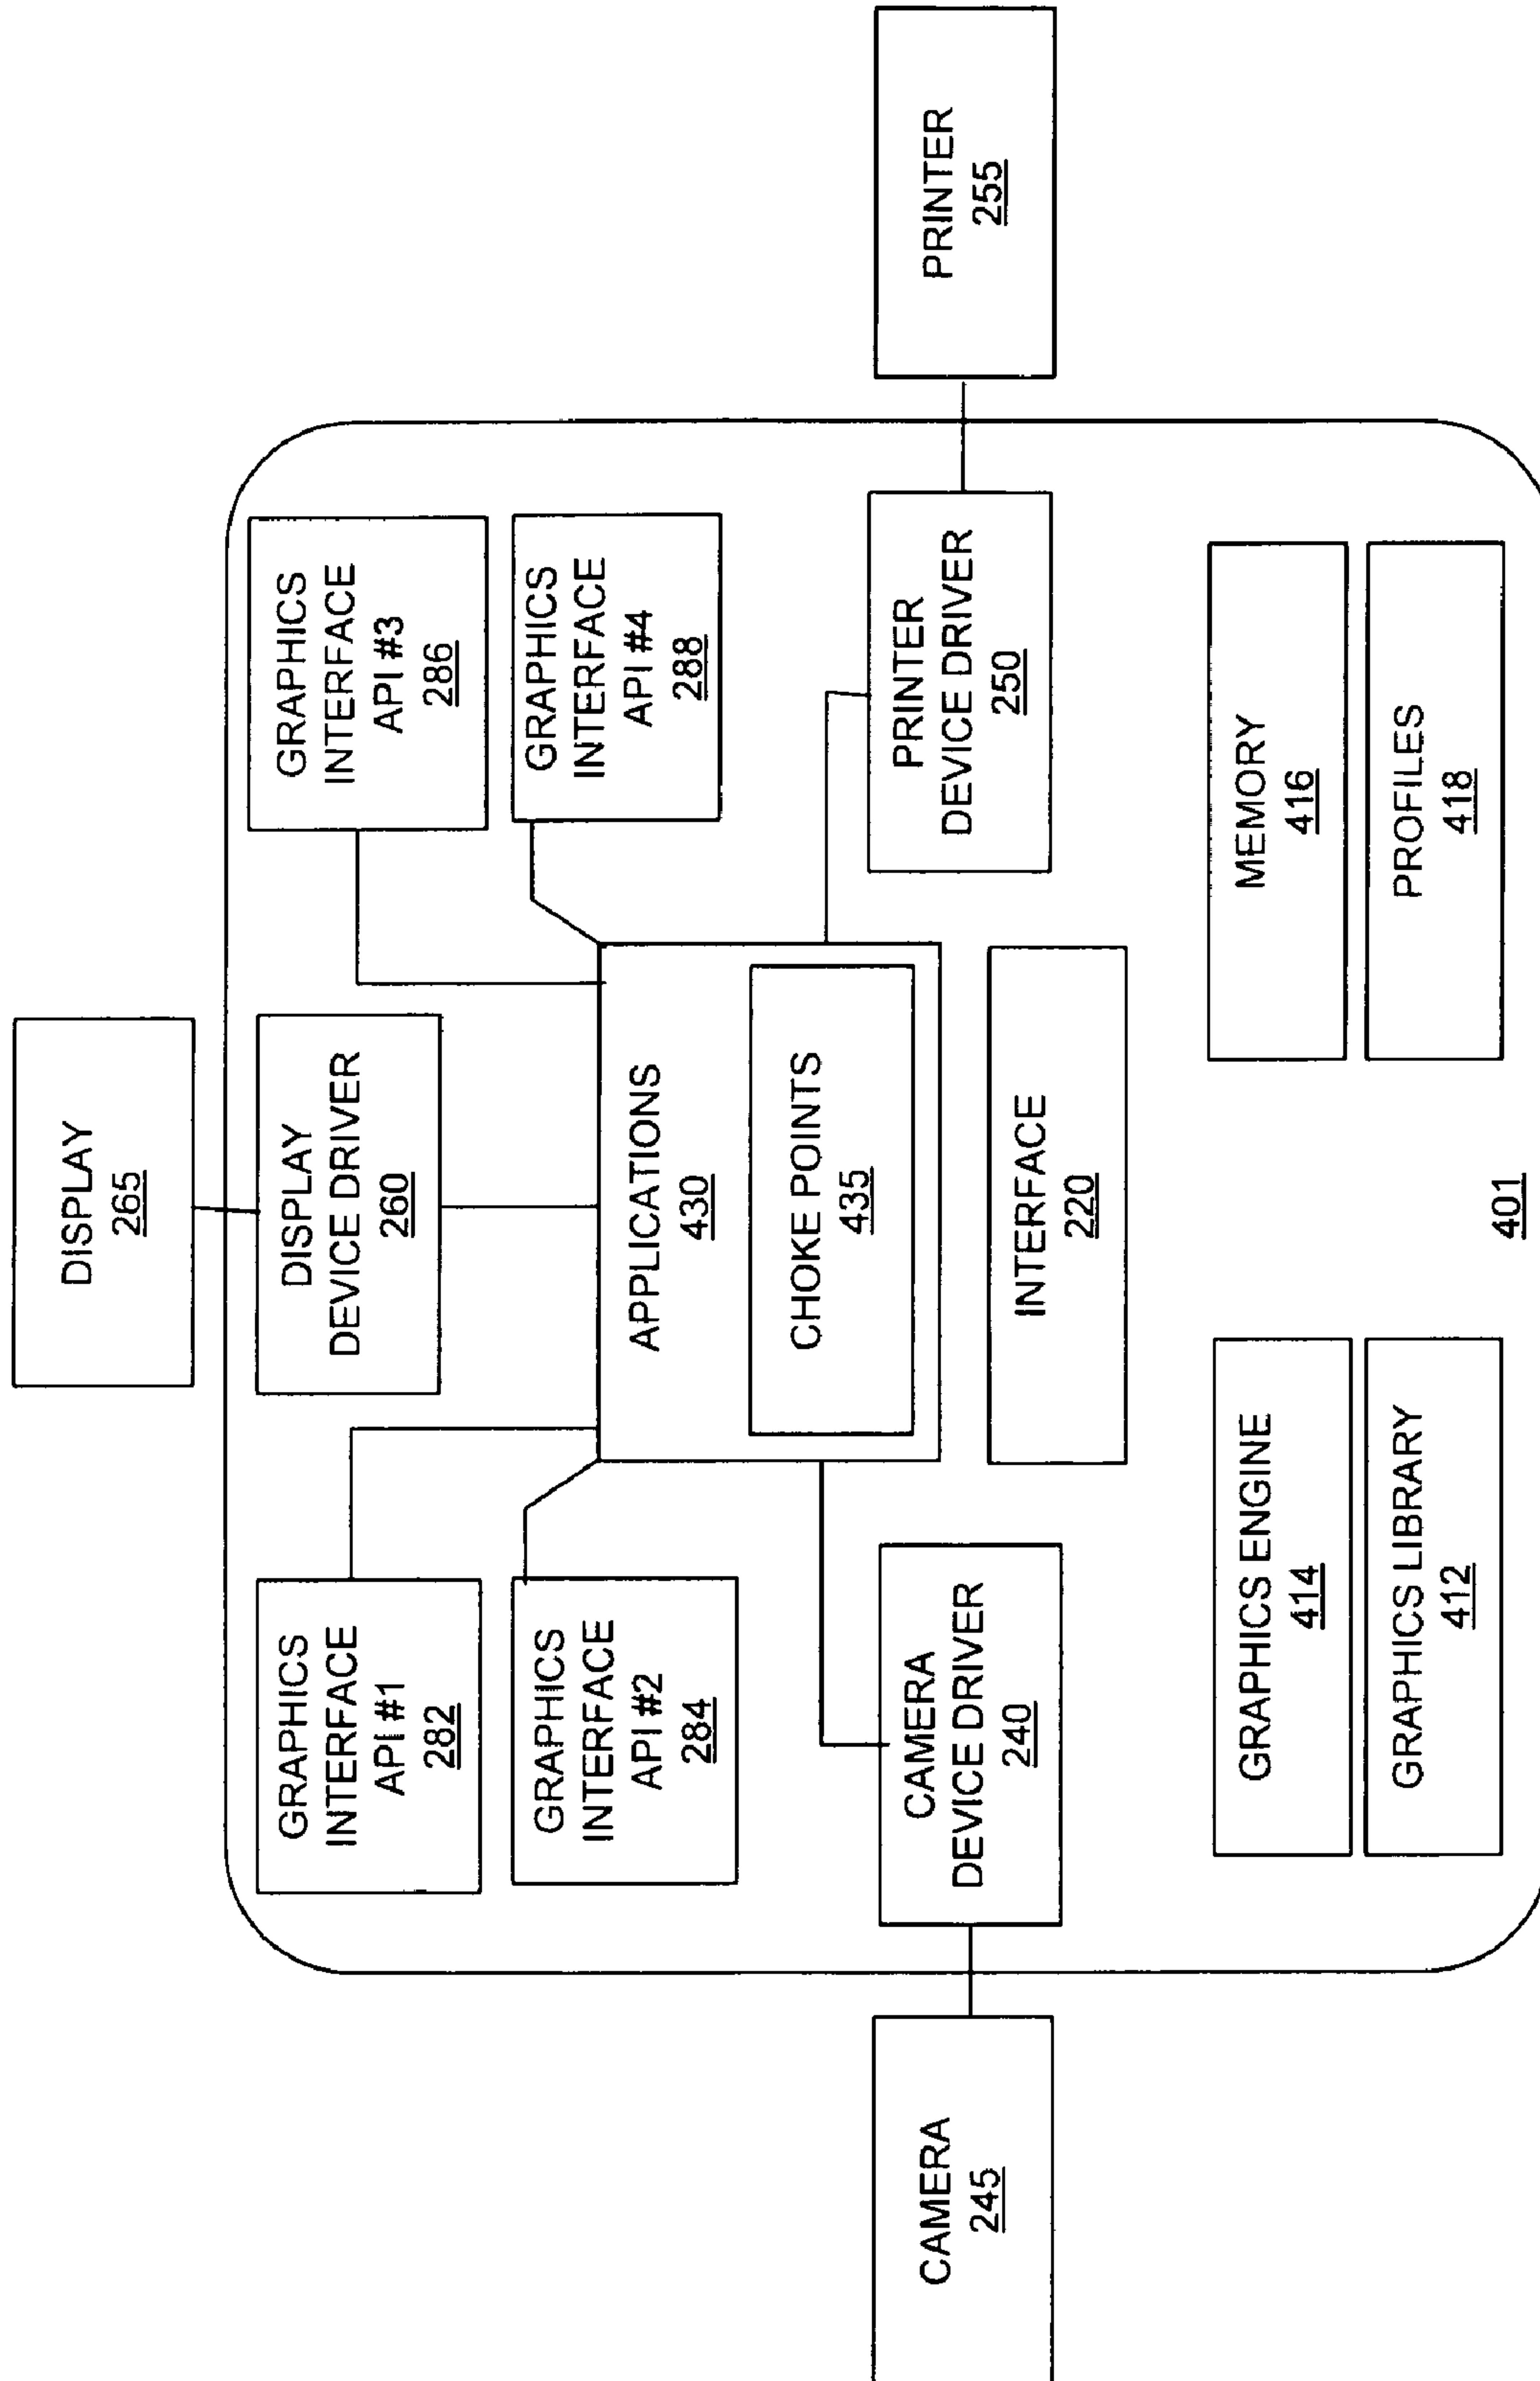 DISPLAY
265
GRAPHICS
INTERFACE
API #1
282
DISPLAY
DEVICE DRIVER
260
GRAPHICS
INTERFACE
API #3
286
GRAPHICS
INTERFACE
API #2
284
GRAPHICS
INTERFACE
API #4
288
APPLICATIONS
430
CHOKE POINTS
435
CAMERA
245
CAMERA
DEVICE DRIVER
240
PRINTER
DEVICE DRIVER
250
PRINTER
255
INTERFACE
220
GRAPHICS ENGINE
414
MEMORY
416
GRAPHICS LIBRARY
412
PROFILES
418
401